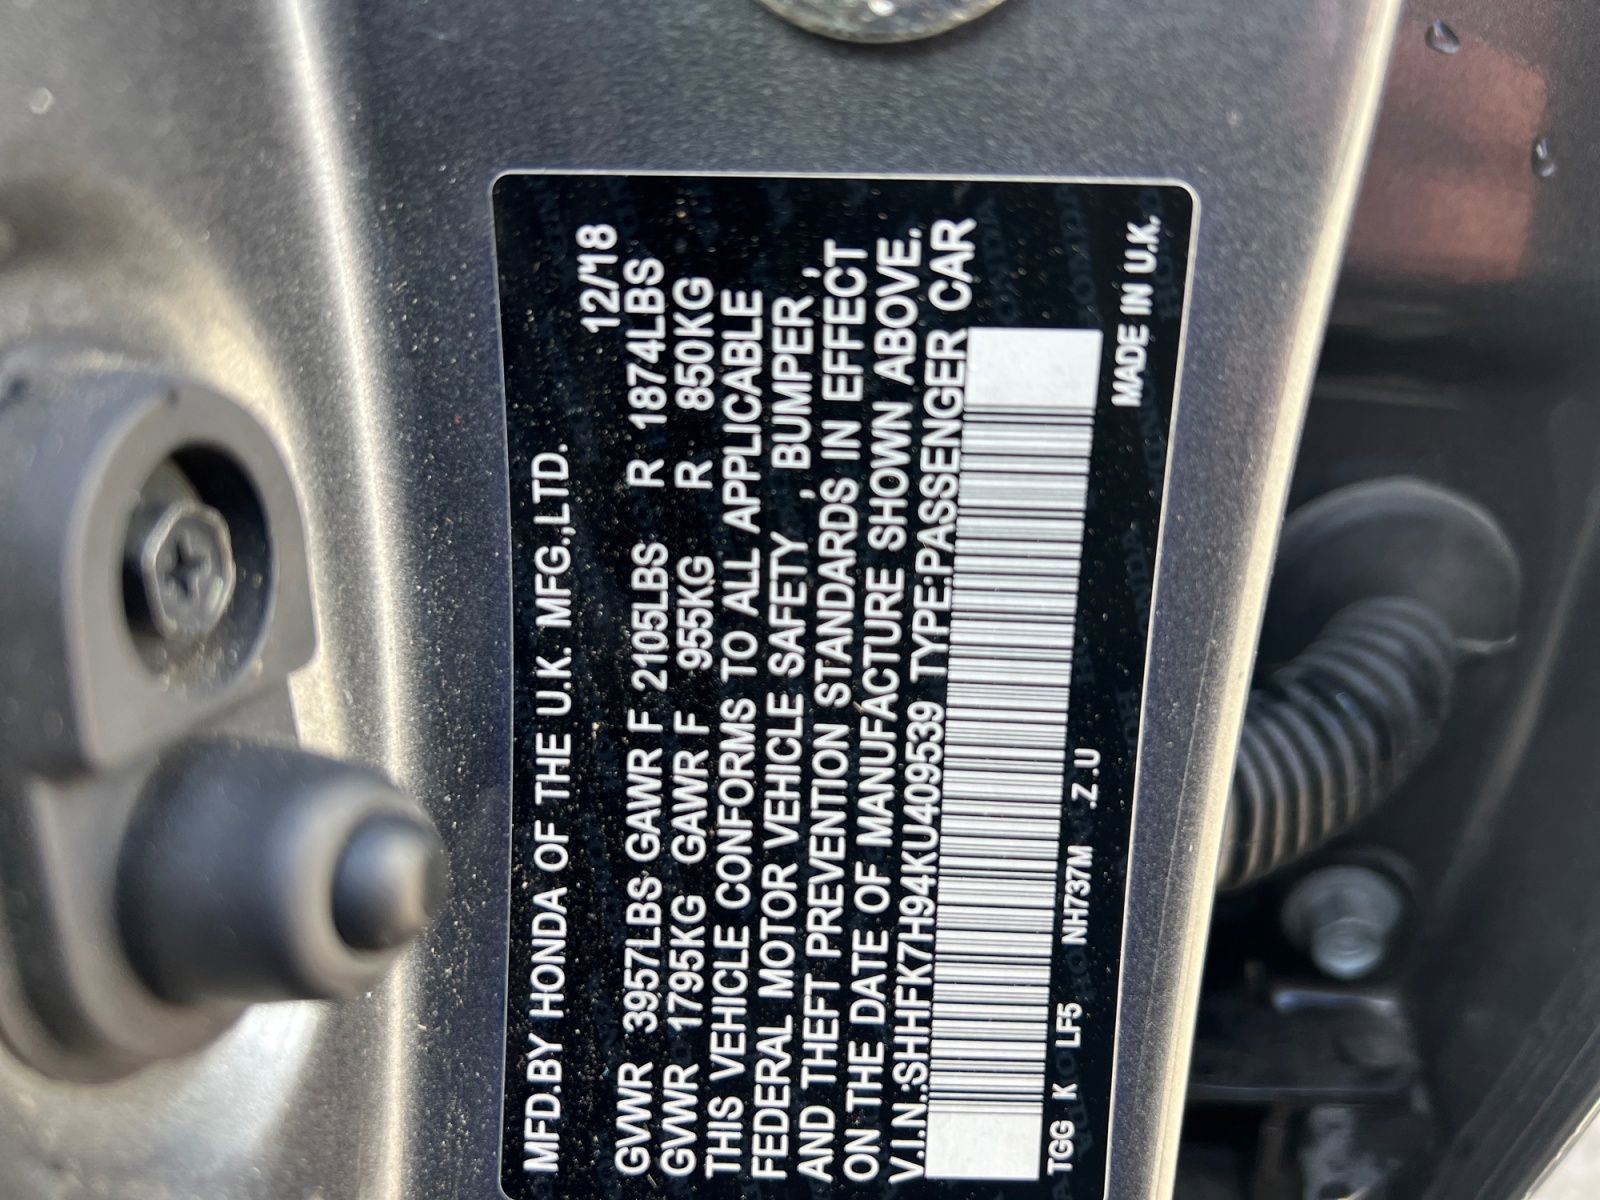 MFD.BY HONDA OF THE U.K. MFG.,LTD. 12/'18
GVWR 3957LBS GAWR F 2105LBS R 1874LBS
GVWR 1795KG GAWR F 955KG R 850KG
THIS VEHICLE CONFORMS TO ALL APPLICABLE
FEDERAL MOTOR VEHICLE SAFETY , BUMPER ,
AND THEFT PREVENTION STANDARDS IN EFFECT
ON THE DATE OF MANUFACTURE SHOWN ABOVE.
V.I.N.:SHHFK7H94KU409539 TYPE:PASSENGER CAR
TGG K LF5 NH737M .Z.U
MADE IN U.K.